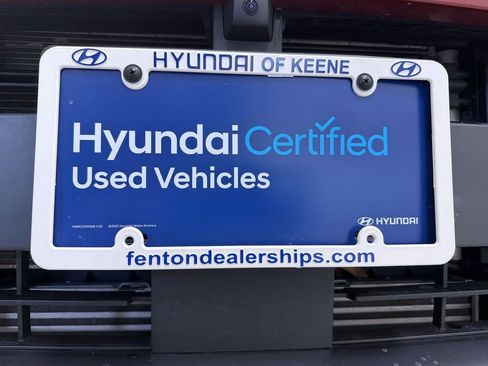 HYUNDAI OF KEENE
Hyundai Certified
Used Vehicles
HYUNDAI
fentondealerships.com